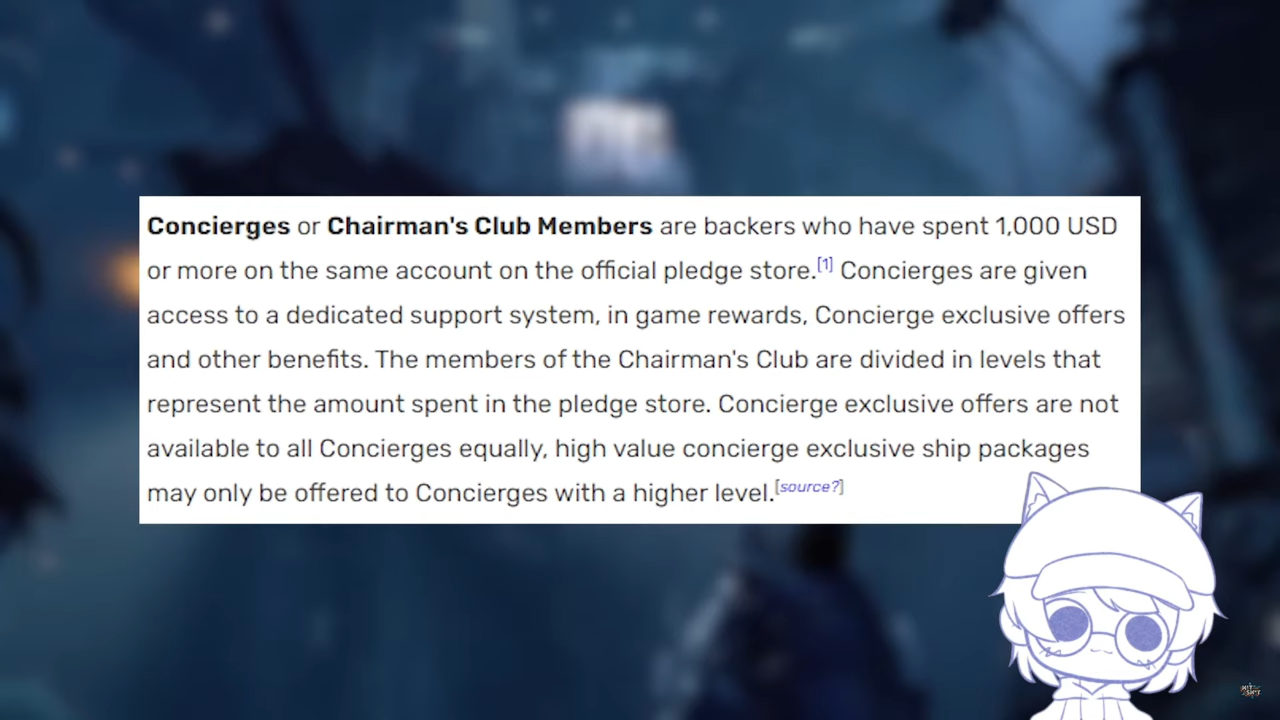 Concierges or Chairman's Club Members are backers who have spent 1,000 USD
or more on the same account on the official pledge store.[1] Concierges are given
access to a dedicated support system, in game rewards, Concierge exclusive offers
and other benefits. The members of the Chairman's Club are divided in levels that
represent the amount spent in the pledge store. Concierge exclusive offers are not
available to all Concierges equally, high value concierge exclusive ship packages
may only be offered to Concierges with a higher level.[source?]